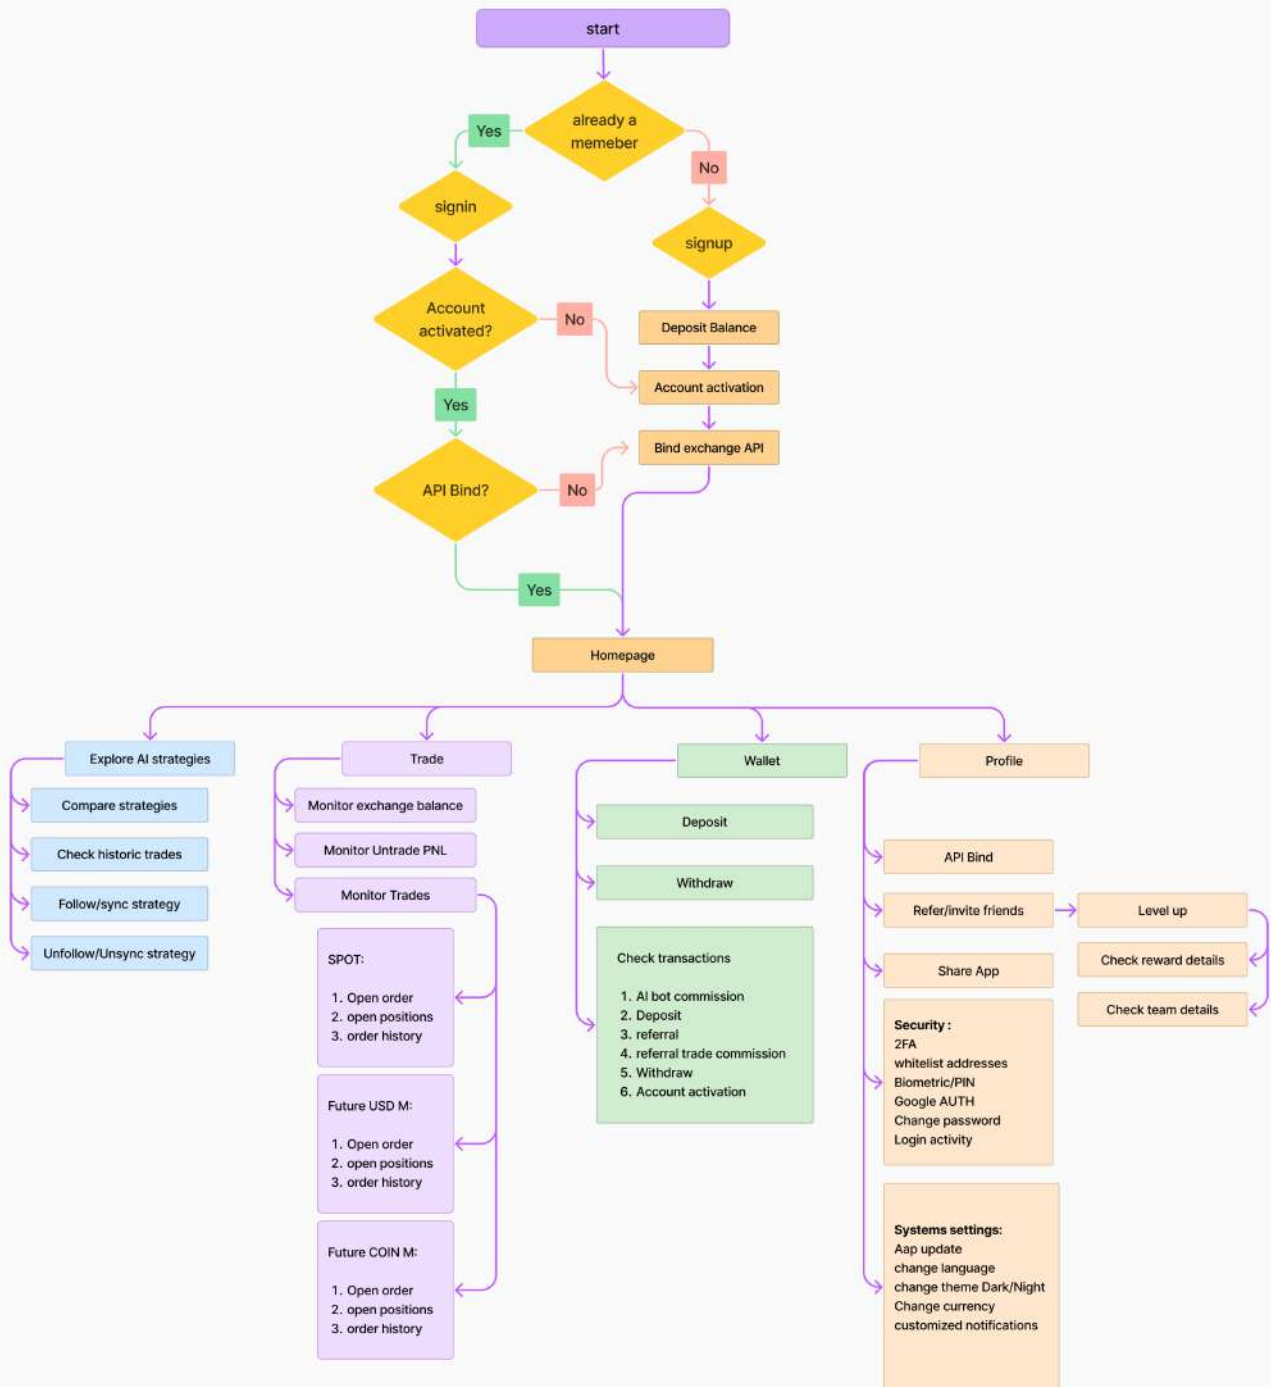 start
already a
memeber
Yes
No
signin
signup
Account
activated?
No
Deposit Balance
Account activation
Yes
Bind exchange API
API Bind?
No
Yes
Homepage
Explore AI strategies
Compare strategies
Check historic trades
Follow/sync strategy
Unfollow/Unsync strategy
Trade
Monitor exchange balance
Monitor Untrade PNL
Monitor Trades
SPOT:
1. Open order
2. open positions
3. order history
Future USD M:
1. Open order
2. open positions
3. order history
Future COIN M:
1. Open order
2. open positions
3. order history
Wallet
Deposit
Withdraw
Check transactions
1. AI bot commission
2. Deposit
3. referral
4. referral trade commission
5. Withdraw
6. Account activation
Profile
API Bind
Refer/invite friends
Level up
Check reward details
Check team details
Share App
Security :
2FA
whitelist addresses
Biometric/PIN
Google AUTH
Change password
Login activity
Systems settings:
Aap update
change language
change theme Dark/Night
Change currency
customized notifications